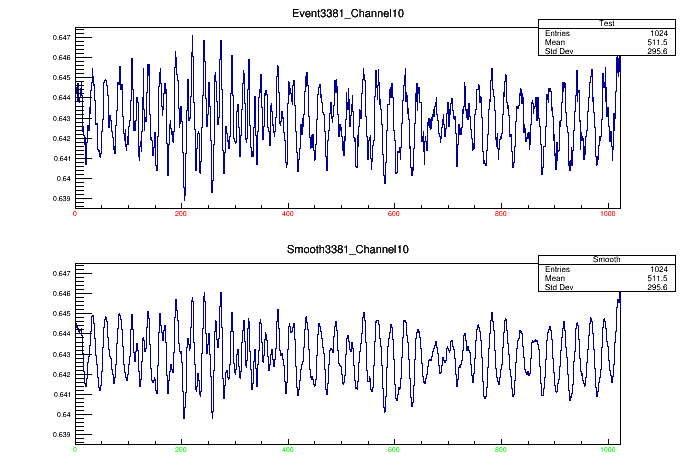 Event3381_Channel10
Test
Entries 1024
Mean 511.5
Std Dev 295.6
0.647
0.646
0.645
0.644
0.643
0.642
0.641
0.64
0.639
0 200 400 600 800 1000
Smooth3381_Channel10
Smooth
Entries 1024
Mean 511.5
Std Dev 295.6
0.647
0.646
0.645
0.644
0.643
0.642
0.641
0.64
0.639
0 200 400 600 800 1000